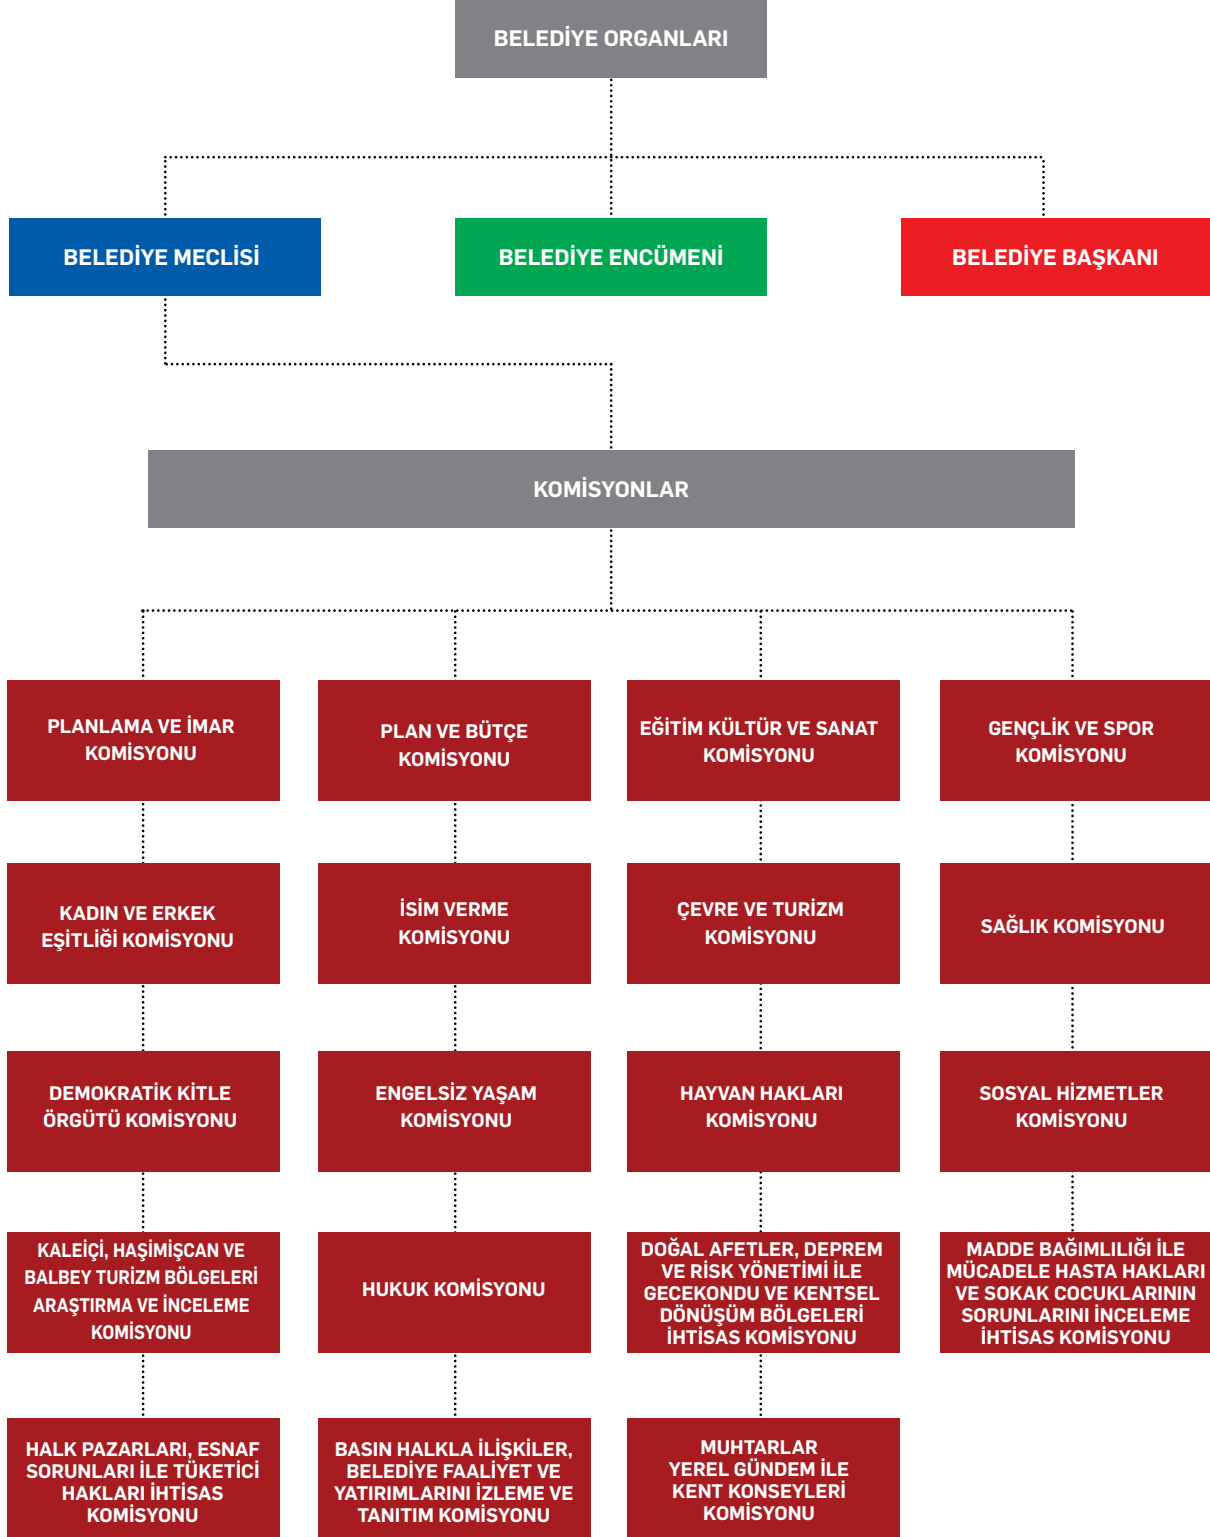 BELEDİYE ORGANLARI
BELEDİYE MECLİSİ
BELEDİYE ENCÜMENİ
BELEDİYE BAŞKANI
KOMİSYONLAR
PLANLAMA VE İMAR
KOMİSYONU
PLAN VE BÜTÇE
KOMİSYONU
EĞİTİM KÜLTÜR VE SANAT
KOMİSYONU
GENÇLİK VE SPOR
KOMİSYONU
KADIN VE ERKEK
EŞİTLİĞİ KOMİSYONU
İSİM VERME
KOMİSYONU
ÇEVRE VE TURİZM
KOMİSYONU
SAĞLIK KOMİSYONU
DEMOKRATİK KİTLE
ÖRGÜTÜ KOMİSYONU
ENGELSİZ YAŞAM
KOMİSYONU
HAYVAN HAKLARI
KOMİSYONU
SOSYAL HİZMETLER
KOMİSYONU
KALEİÇİ, HAŞİMİŞCAN VE
BALBEY TURİZM BÖLGELERİ
ARAŞTIRMA VE İNCELEME
KOMİSYONU
HUKUK KOMİSYONU
DOĞAL AFETLER, DEPREM
VE RİSK YÖNETİMİ İLE
GECEKONDU VE KENTSEL
DÖNÜŞÜM BÖLGELERİ
İHTİSAS KOMİSYONU
MADDE BAĞIMLILIĞI İLE
MÜCADELE HASTA HAKLARI
VE SOKAK COCUKLARININ
SORUNLARINI İNCELEME
İHTİSAS KOMİSYONU
HALK PAZARLARI, ESNAF
SORUNLARI İLE TÜKETİCİ
HAKLARI İHTİSAS
KOMİSYONU
BASIN HALKLA İLİŞKİLER,
BELEDİYE FAALİYET VE
YATIRIMLARINI İZLEME VE
TANITIM KOMİSYONU
MUHTARLAR
YEREL GÜNDEM İLE
KENT KONSEYLERİ
KOMİSYONU